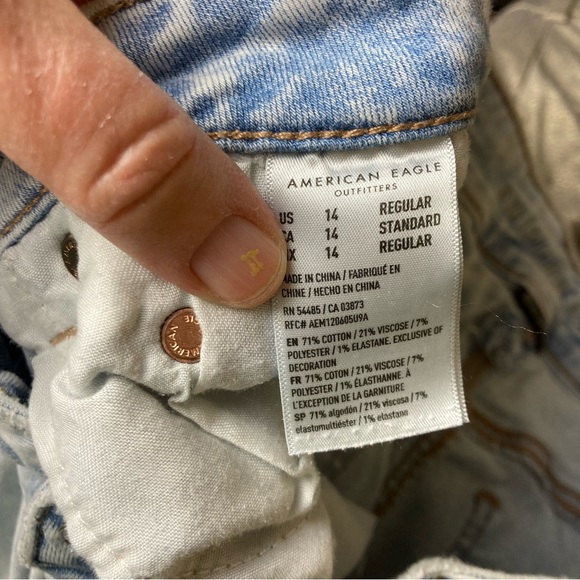 AMERICAN EAGLE
OUTFITTERS
US 14 REGULAR
CA 14 STANDARD
MX 14 REGULAR
MADE IN CHINA / FABRIQUÉ EN
CHINE / HECHO EN CHINA
RN 54485 / CA 03873
RFC# AEM120605U9A
EN 71% COTTON / 21% VISCOSE / 7%
POLYESTER / 1% ELASTANE. EXCLUSIVE OF
DECORATION
FR 71% COTON / 21% VISCOSE / 7%
POLYESTER / 1% ÉLASTHANNE. À
L'EXCEPTION DE LA GARNITURE
SP 71% algodón / 21% viscosa / 7%
elastomultiéster / 1% elastano
AMERICAN